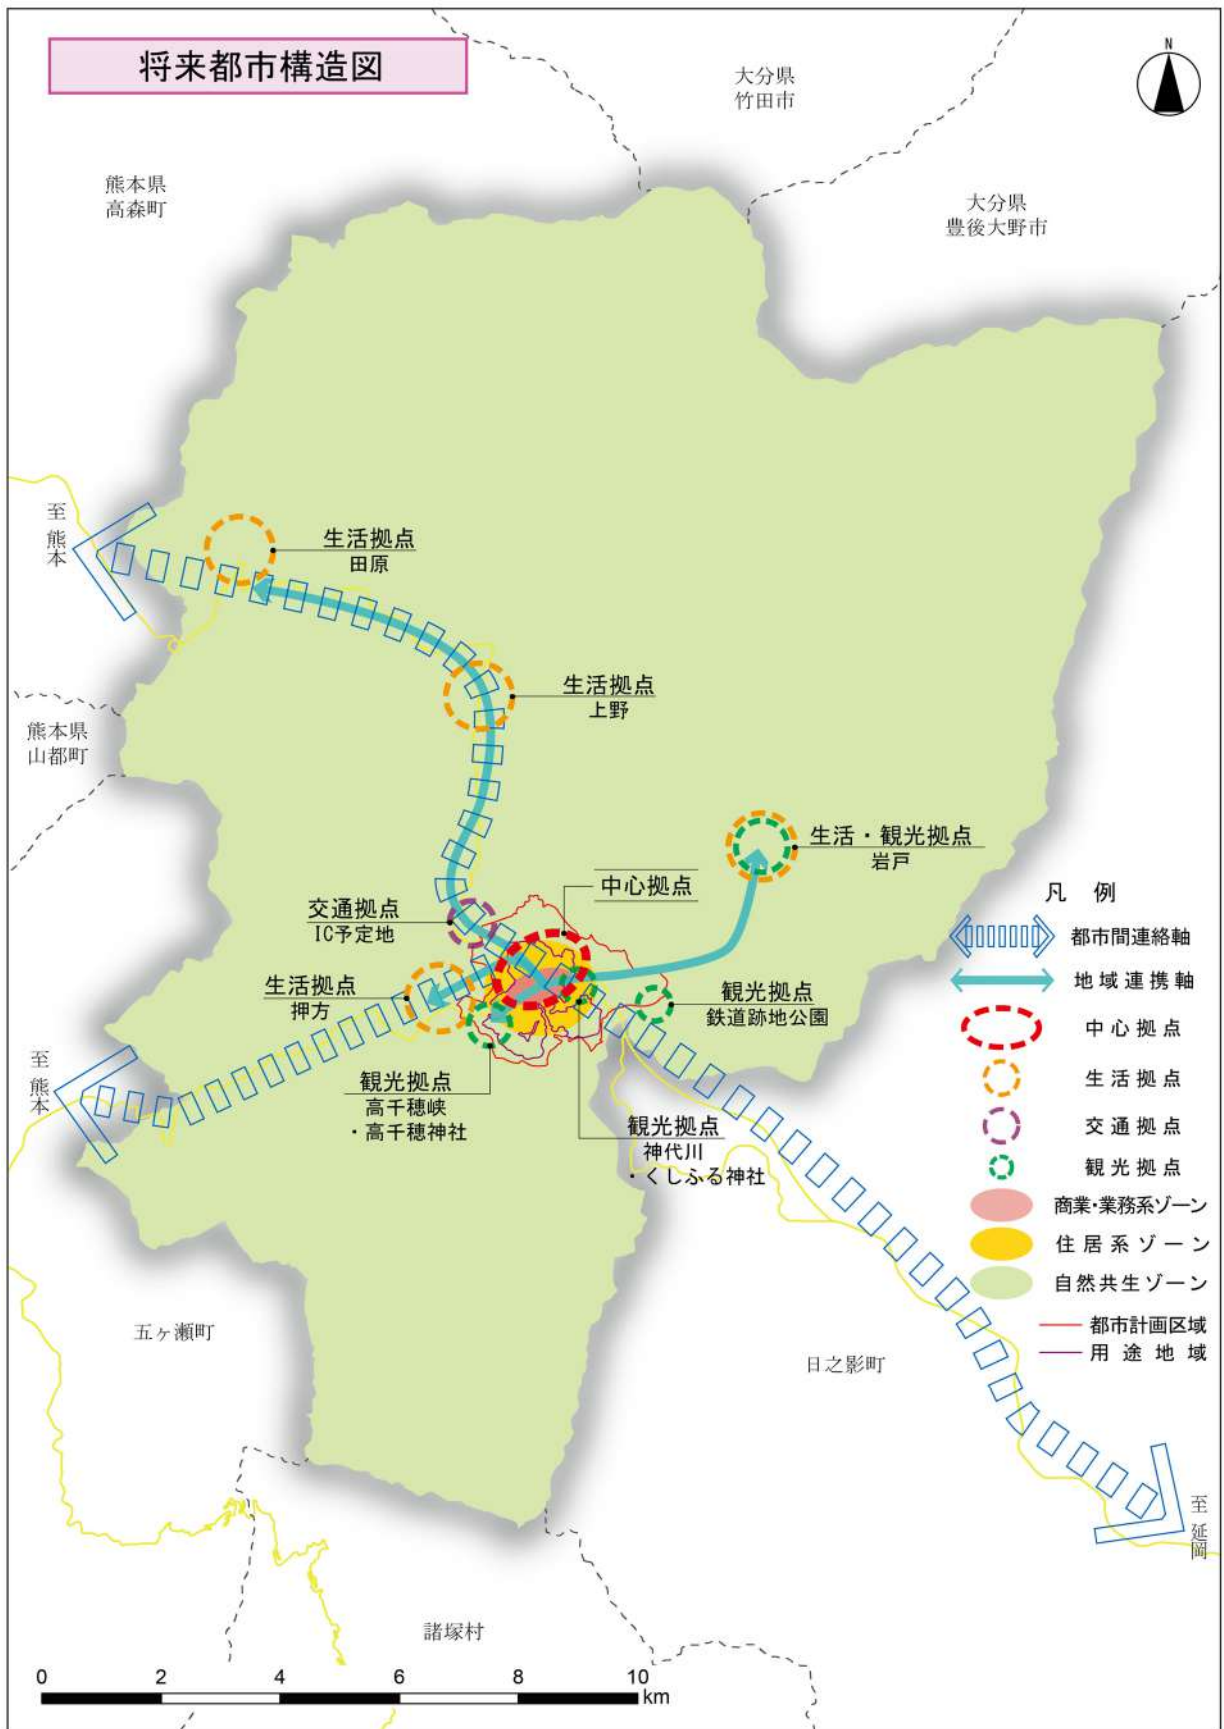 将来都市構造図
N
大分県
竹田市
熊本県
高森町
大分県
豊後大野市
至
熊本
生活拠点
田原
生活拠点
上野
熊本県
山都町
生活・観光拠点
岩戸
中心拠点
交通拠点
IC予定地
生活拠点
押方
観光拠点
鉄道跡地公園
至
熊本
観光拠点
高千穂峡
・高千穂神社
観光拠点
神代川
・くしふる神社
凡 例
都市間連絡軸
地域連携軸
中心拠点
生活拠点
交通拠点
観光拠点
商業・業務系ゾーン
住居系ゾーン
自然共生ゾーン
都市計画区域
用途地域
五ヶ瀬町
日之影町
至
延岡
諸塚村
0 2 4 6 8 10
km